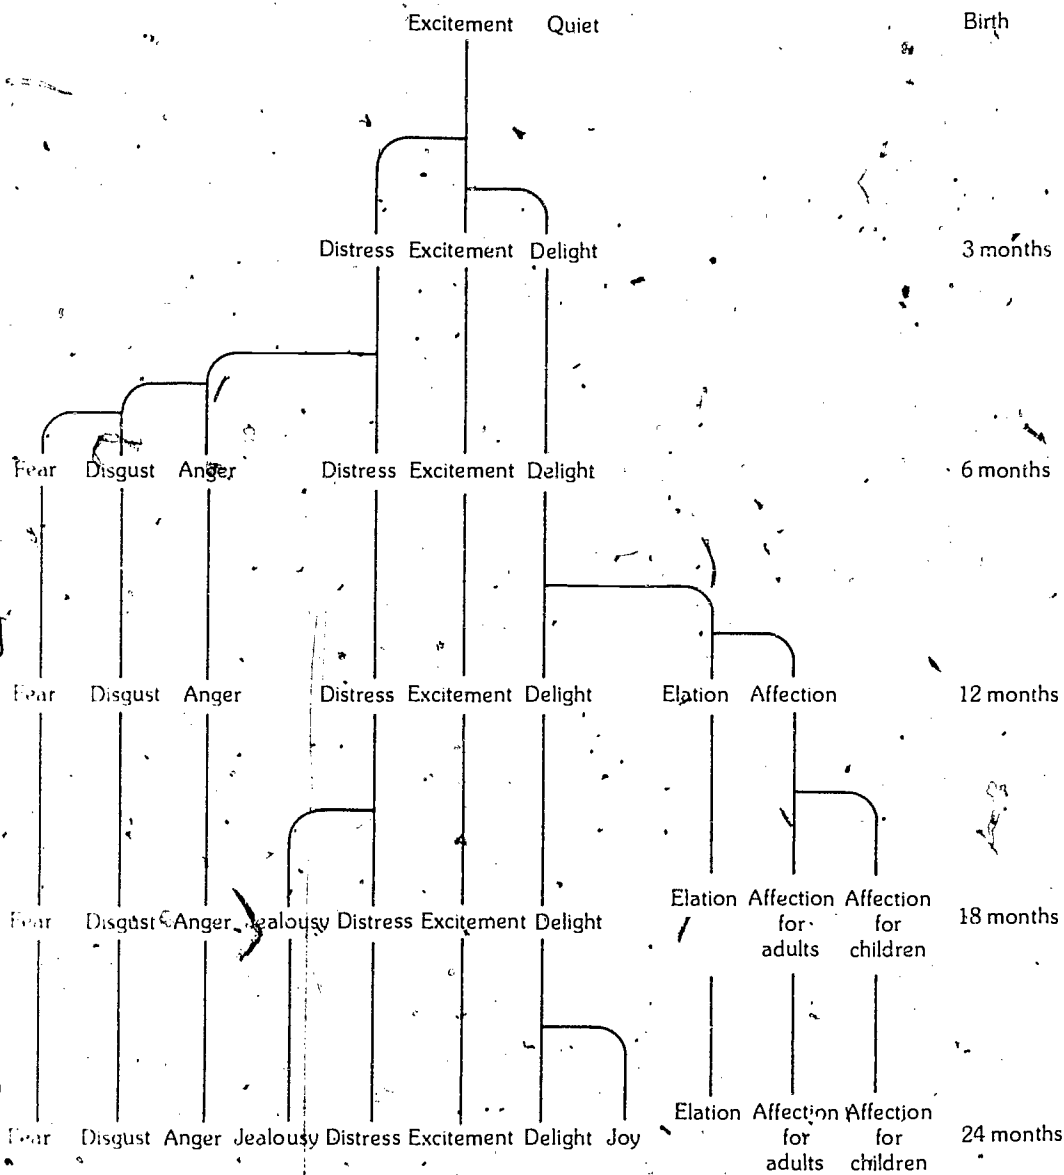 Excitement Quiet Birth
Distress Excitement Delight 3 months
Fear Disgust Anger Distress Excitement Delight 6 months
Fear Disgust Anger Distress Excitement Delight Elation Affection 12 months
Elation Affection Affection
Fear Disgust Anger Jealousy Distress Excitement Delight for for 18 months
adults children
Elation Affection Affection
Fear Disgust Anger Jealousy Distress Excitement Delight Joy for for 24 months
adults children